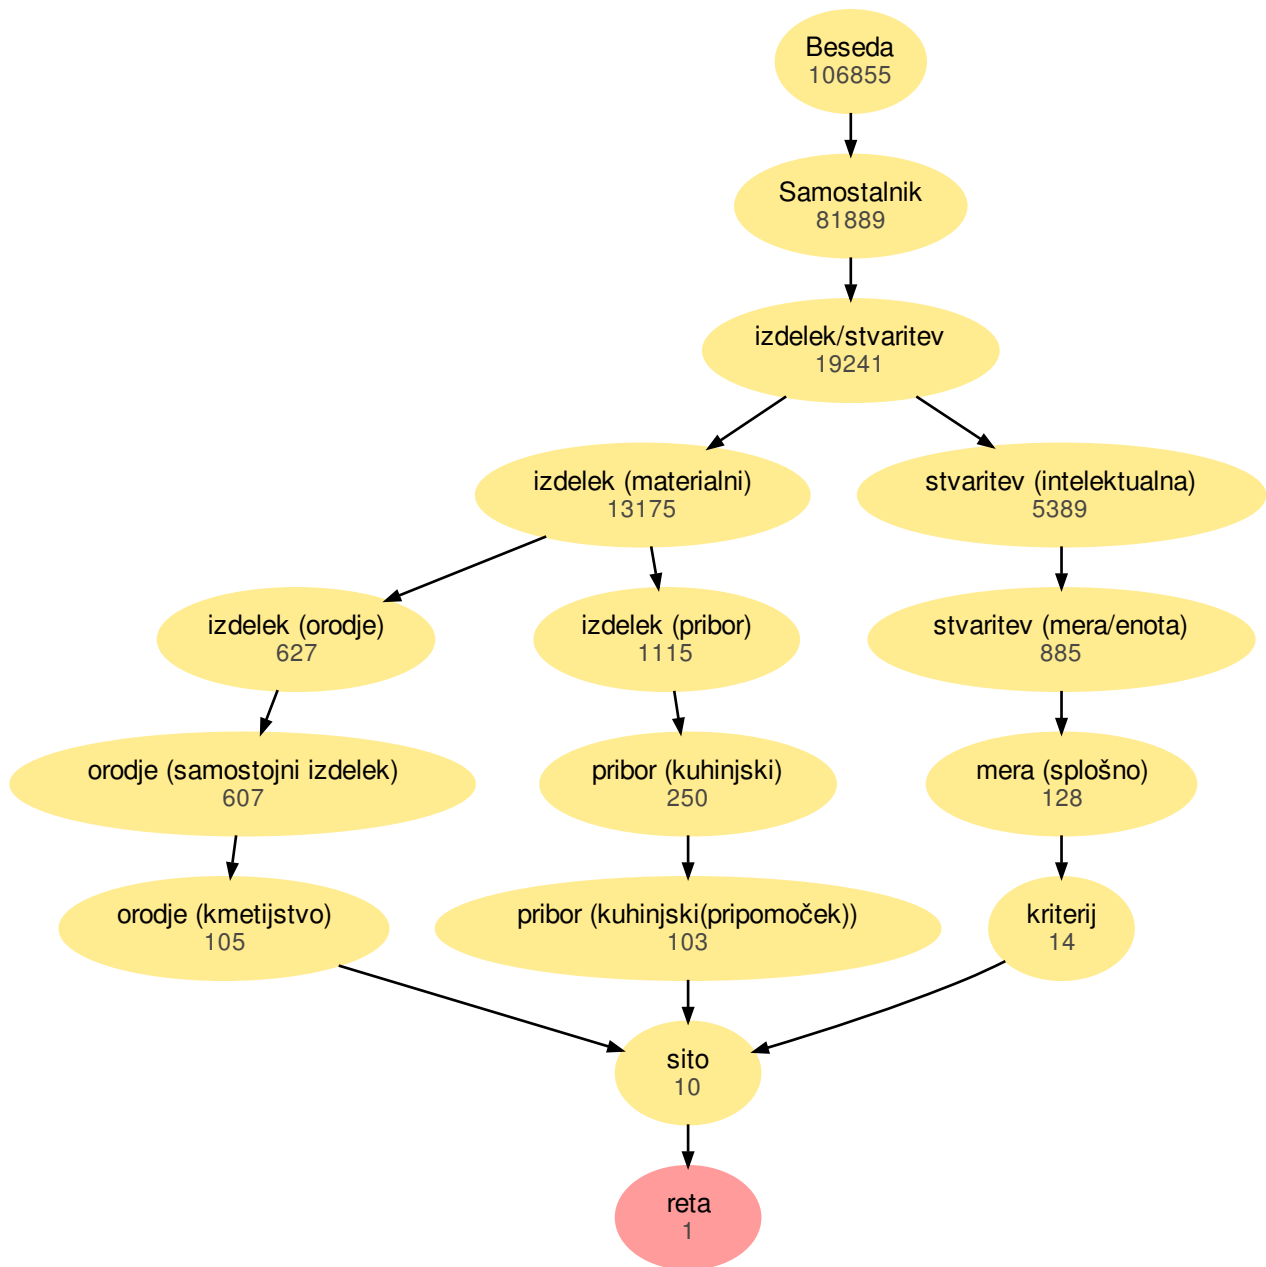 Beseda
106855
Samostalnik
81889
izdelek/stvaritev
19241
izdelek (materialni)
13175
stvaritev (intelektualna)
5389
izdelek (orodje)
627
izdelek (pribor)
1115
stvaritev (mera/enota)
885
orodje (samostojni izdelek)
607
pribor (kuhinjski)
250
mera (splošno)
128
orodje (kmetijstvo)
105
pribor (kuhinjski(pripomoček))
103
kriterij
14
sito
10
reta
1